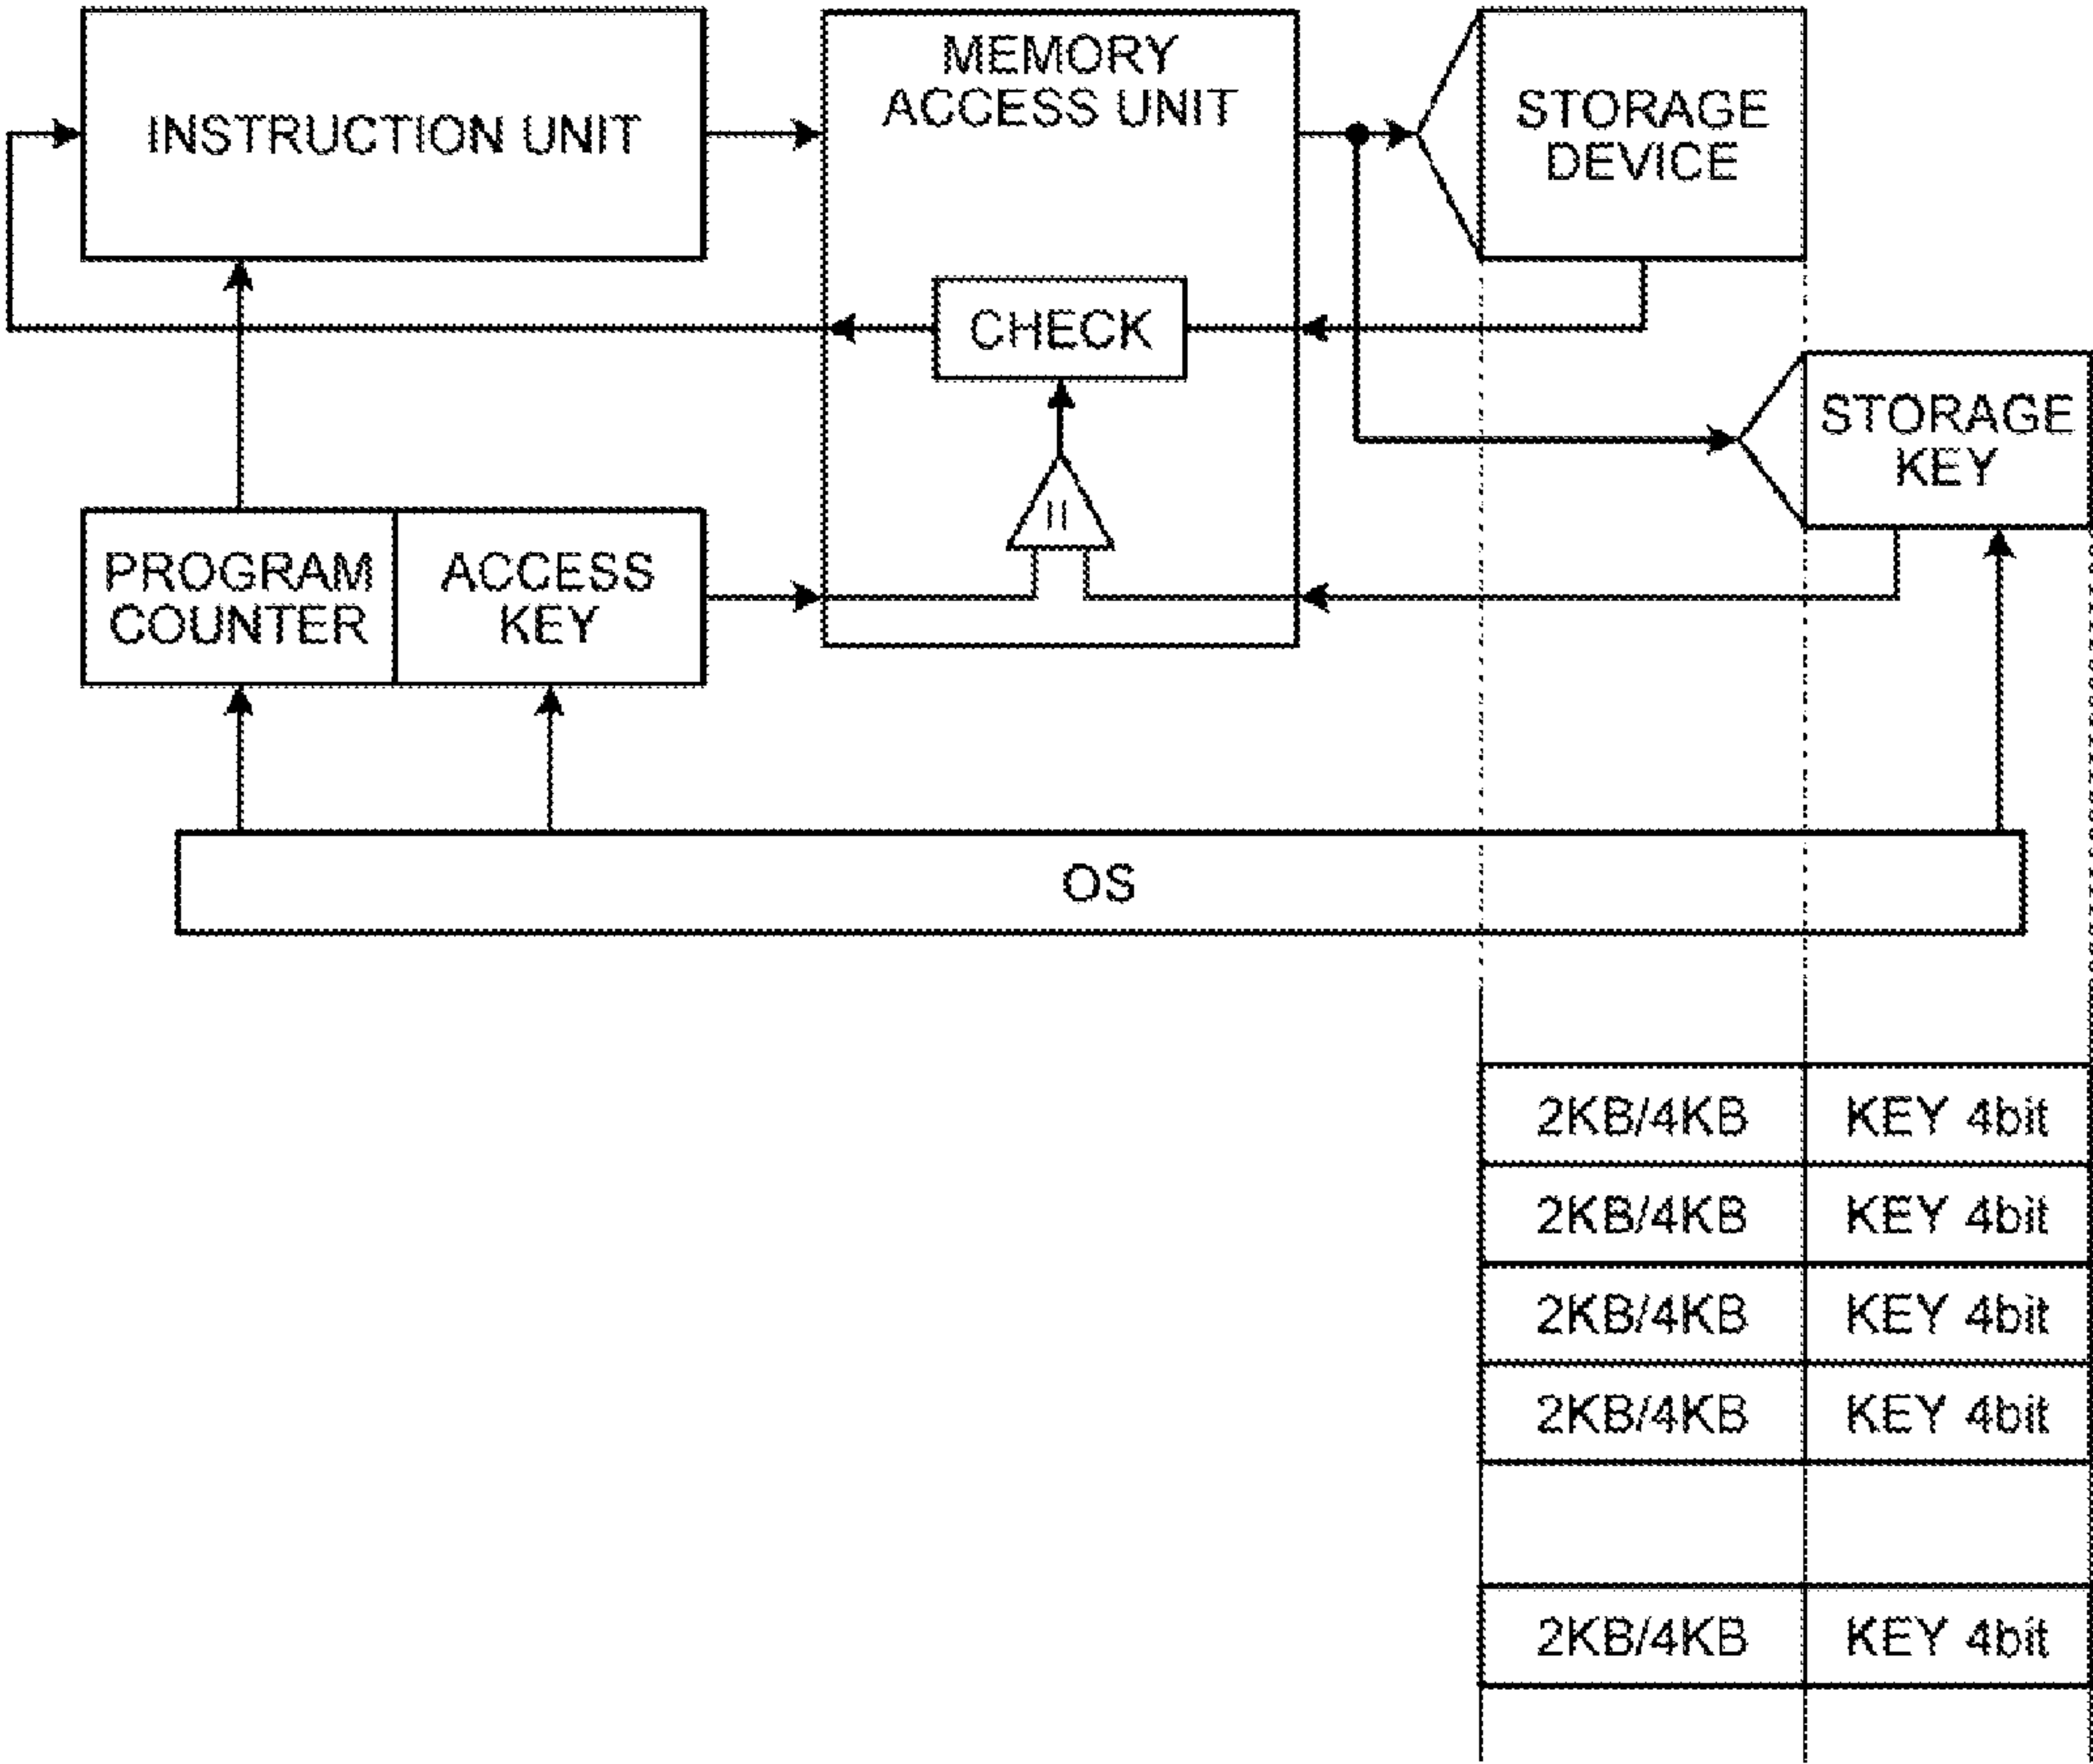 INSTRUCTION UNIT
MEMORY
ACCESS UNIT
STORAGE
DEVICE
CHECK
STORAGE
KEY
=
PROGRAM
COUNTER
ACCESS
KEY
OS
2KB/4KB KEY 4bit
2KB/4KB KEY 4bit
2KB/4KB KEY 4bit
2KB/4KB KEY 4bit
2KB/4KB KEY 4bit